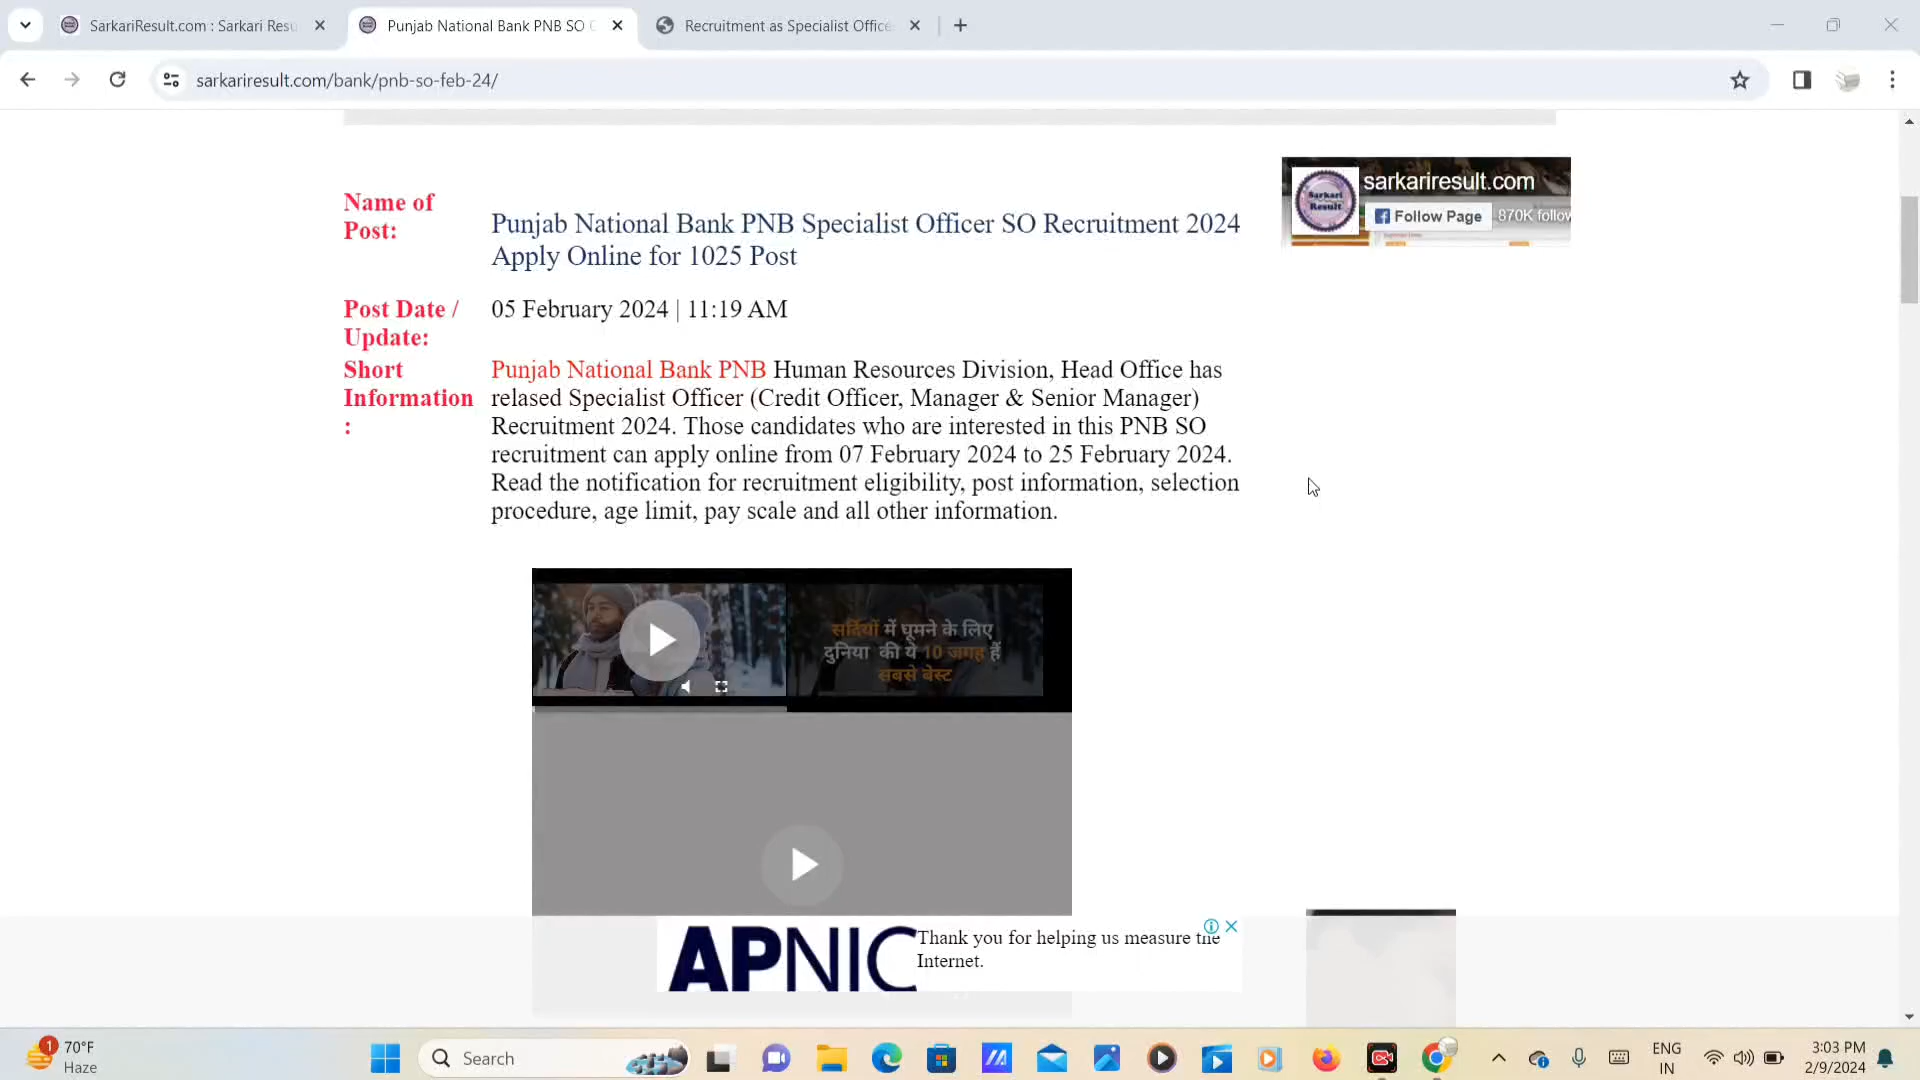 SarkariResult.com : Sarkari Resu
Punjab National Bank PNB SO
Recruitment as Specialist Office
sarkariresult.com/bank/pnb-so-feb-24/
Name of
Post:
Punjab National Bank PNB Specialist Officer SO Recruitment 2024
Apply Online for 1025 Post
sarkariresult.com
Sarkari
Result
Follow Page
870K follow
Post Date /
Update:
05 February 2024 | 11:19 AM
Short
Information
:
Punjab National Bank PNB Human Resources Division, Head Office has
relased Specialist Officer (Credit Officer, Manager & Senior Manager)
Recruitment 2024. Those candidates who are interested in this PNB SO
recruitment can apply online from 07 February 2024 to 25 February 2024.
Read the notification for recruitment eligibility, post information, selection
procedure, age limit, pay scale and all other information.
सर्दियों में घूमने के लिए
दुनिया की ये 10 जगह हैं
सबसे बेस्ट
APNIC
Thank you for helping us measure the
Internet.
1
70°F
Haze
Search
ENG
IN
3:03 PM
2/9/2024